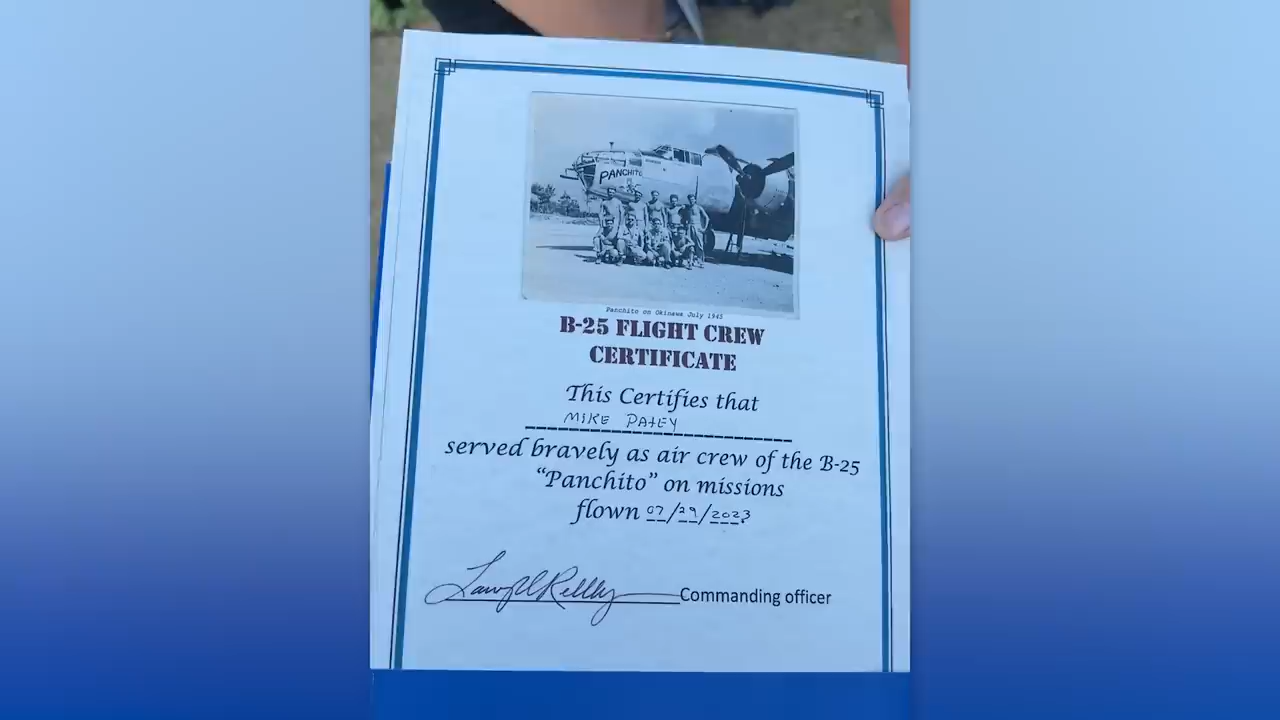 PANCHITO
Panchito on Okinawa July 1945
B-25 FLIGHT CREW
CERTIFICATE
This Certifies that
MIKE PATEY
served bravely as air crew of the B-25
“Panchito” on missions
flown 07/29/2023
Commanding officer